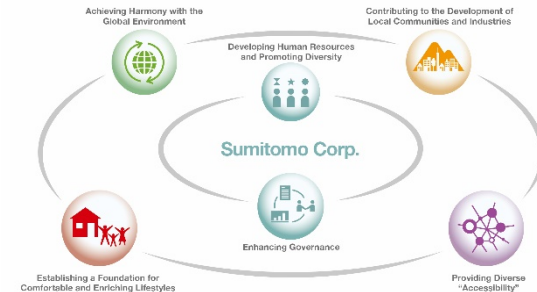 Achieving Harmony with the
Global Environment
Contributing to the Development of
Local Communities and Industries
Developing Human Resources
and Promoting Diversity
Sumitomo Corp.
Enhancing Governance
Establishing a Foundation for
Comfortable and Enriching Lifestyles
Providing Diverse
"Accessibility"